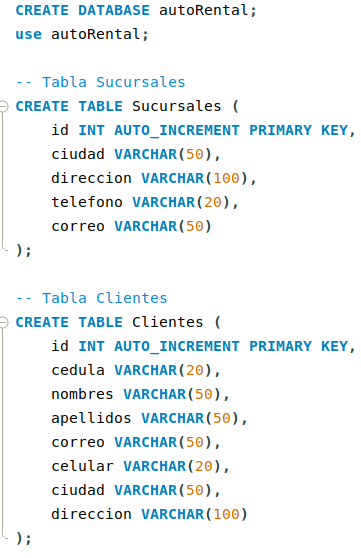 CREATE DATABASE autoRental;
use autoRental;
-- Tabla Sucursales
CREATE TABLE Sucursales (
id INT AUTO_INCREMENT PRIMARY KEY,
ciudad VARCHAR(50),
direccion VARCHAR(100),
telefono VARCHAR(20),
correo VARCHAR(50)
);
-- Tabla Clientes
CREATE TABLE Clientes (
id INT AUTO_INCREMENT PRIMARY KEY,
cedula VARCHAR(20),
nombres VARCHAR(50),
apellidos VARCHAR(50),
correo VARCHAR(50),
celular VARCHAR(20),
ciudad VARCHAR(50),
direccion VARCHAR(100)
);